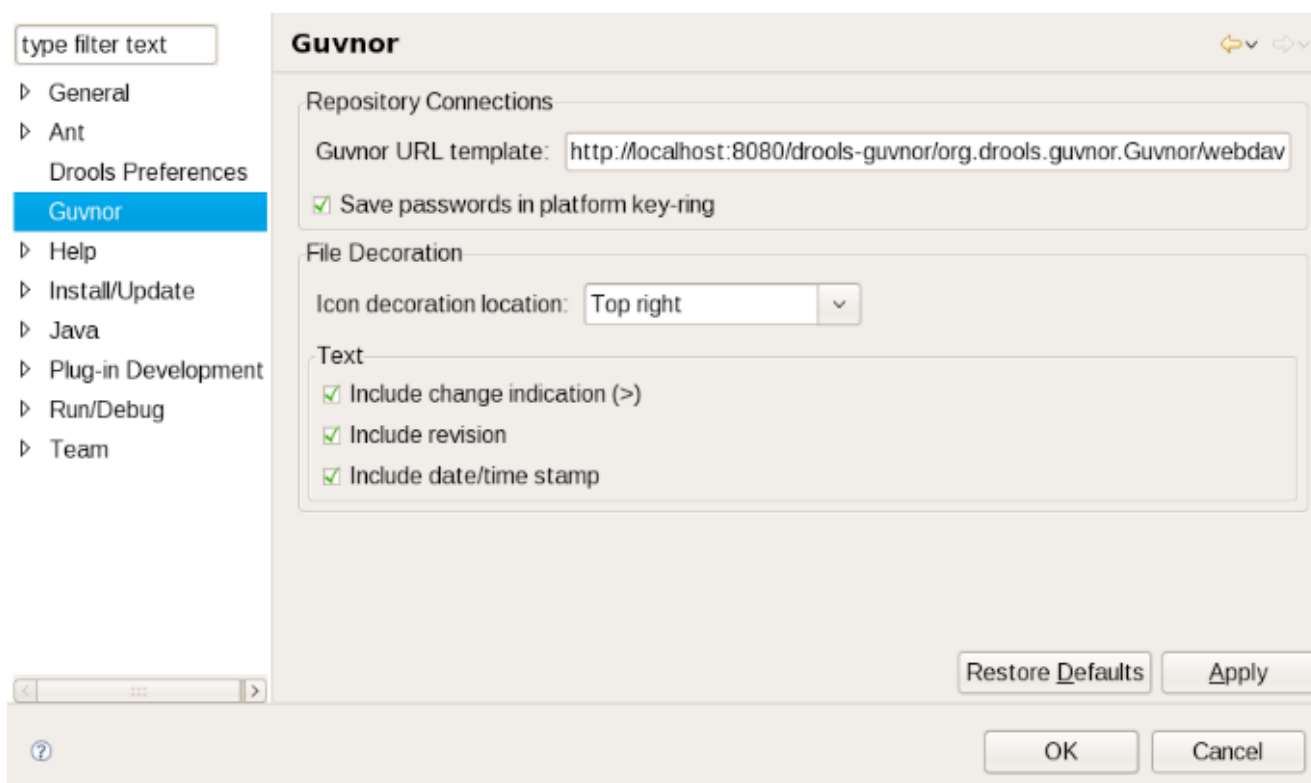 type filter text
General
Ant
Drools Preferences
Guvnor
Help
Install/Update
Java
Plug-in Development
Run/Debug
Team
Guvnor
Repository Connections
Guvnor URL template: http://localhost:8080/drools-guvnor/org.drools.guvnor.Guvnor/webdav
Save passwords in platform key-ring
File Decoration
Icon decoration location: Top right
Text
Include change indication (>)
Include revision
Include date/time stamp
Restore Defaults Apply
OK Cancel